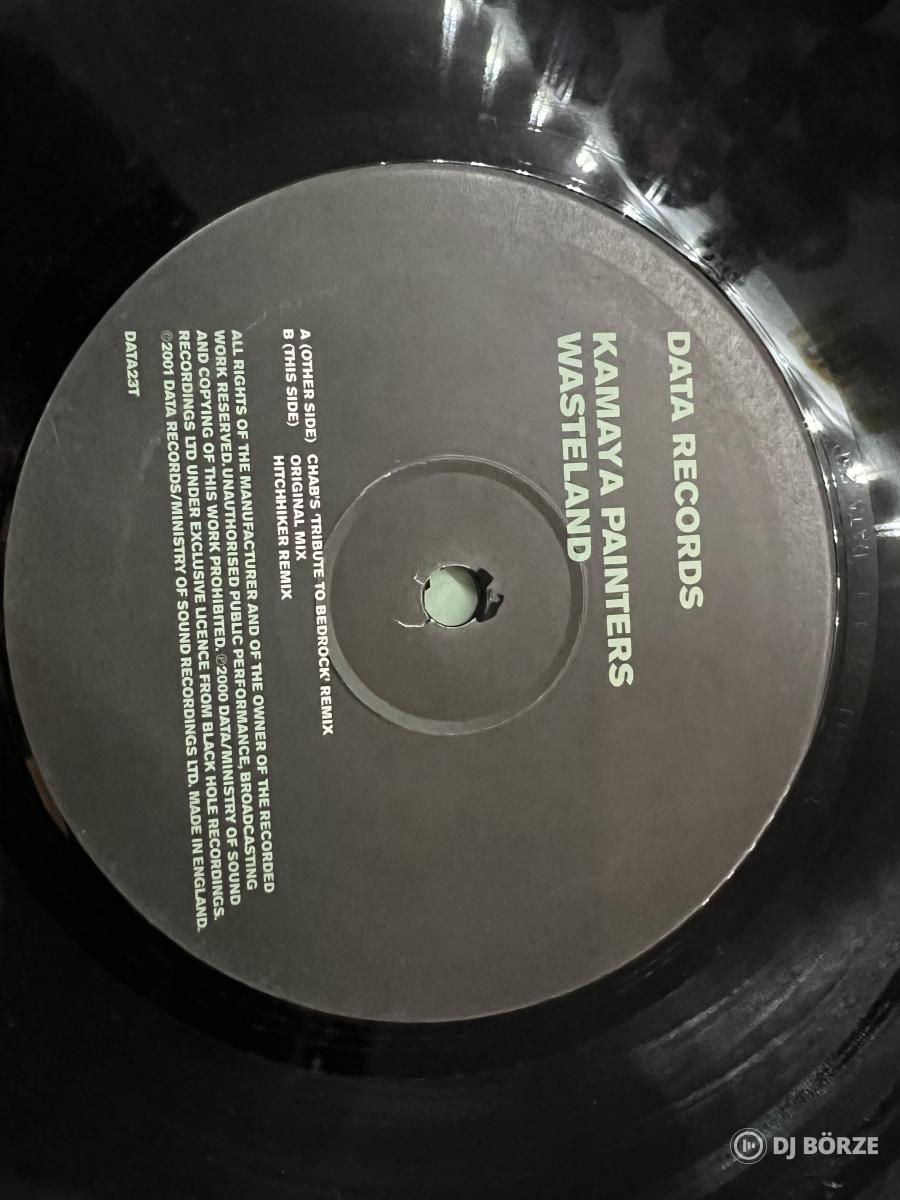 DATA RECORDS
KAMAYA PAINTERS
WASTELAND
A (OTHER SIDE) CHAB'S 'TRIBUTE TO BEDROCK' REMIX
ORIGINAL MIX
B (THIS SIDE) HITCHHIKER REMIX
ALL RIGHTS OF THE MANUFACTURER AND OF THE OWNER OF THE RECORDED
WORK RESERVED. UNAUTHORISED PUBLIC PERFORMANCE, BROADCASTING
AND COPYING OF THIS WORK PROHIBITED. ℗2000 DATA/MINISTRY OF SOUND
RECORDINGS LTD UNDER EXCLUSIVE LICENCE FROM BLACK HOLE RECORDINGS.
©2001 DATA RECORDS/MINISTRY OF SOUND RECORDINGS LTD. MADE IN ENGLAND.
DATA23T
DJ BÖRZE